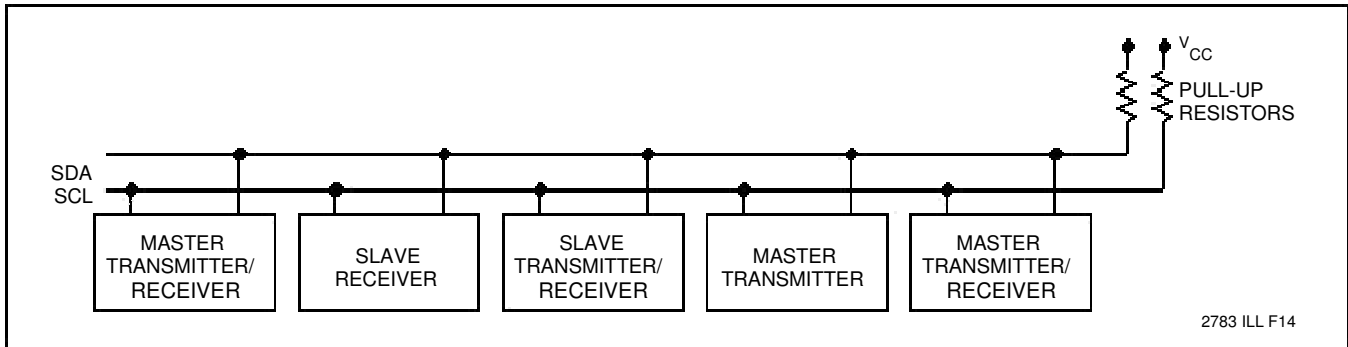 VCC
PULL-UP
RESISTORS
SDA
SCL
MASTER
TRANSMITTER/
RECEIVER
SLAVE
RECEIVER
SLAVE
TRANSMITTER/
RECEIVER
MASTER
TRANSMITTER
MASTER
TRANSMITTER/
RECEIVER
2783 ILL F14